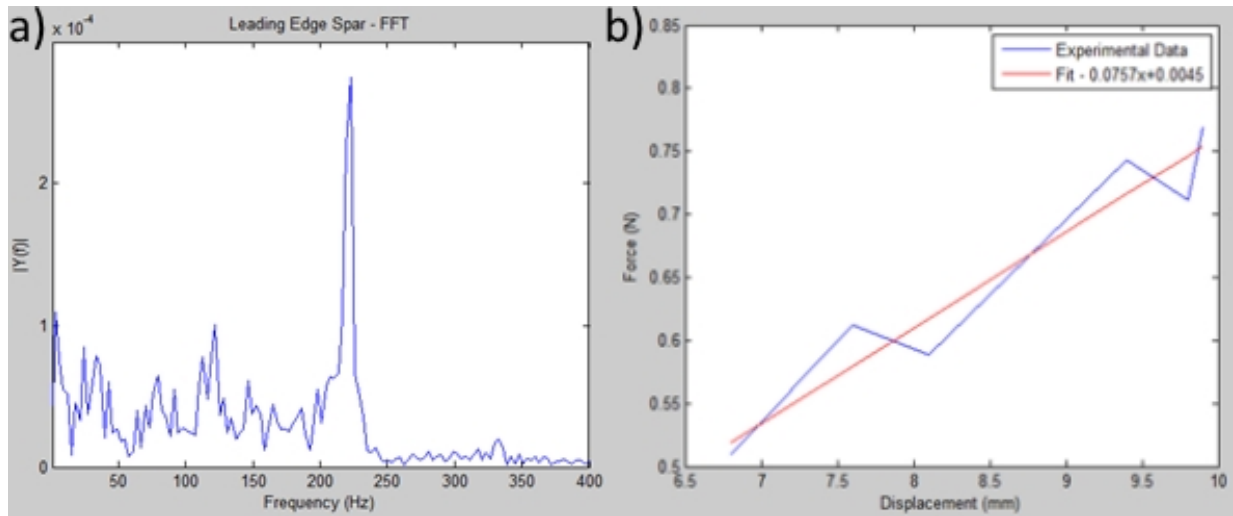 a)
x 10^-4
Leading Edge Spar - FFT
2
1
0
|Y(f)|
50 100 150 200 250 300 350 400
Frequency (Hz)
b)
0.85
0.8
0.75
0.7
0.65
0.6
0.55
0.5
Force (N)
Experimental Data
Fit - 0.0757x+0.0045
6.5 7 7.5 8 8.5 9 9.5 10
Displacement (mm)